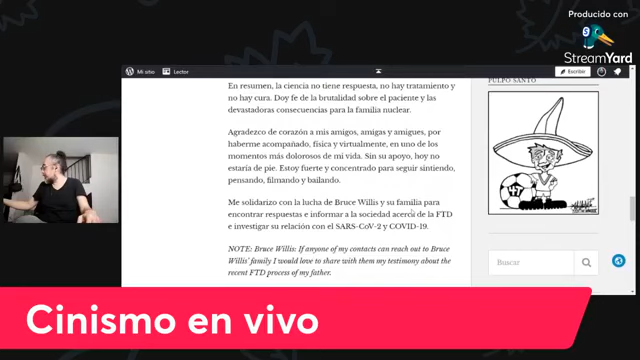 Producido con
StreamYard
Mi sitio
Lector
Escribir
PULPO SANTO
En resumen, la ciencia no tiene respuesta, no hay tratamiento y
no hay cura. Doy fe de la brutalidad sobre el paciente y las
devastadoras consecuencias para la familia nuclear.
Agradezco de corazón a mis amigos, amigas y amigues, por
haberme acompañado, física y virtualmente, en uno de los
momentos más dolorosos de mi vida. Sin su apoyo, hoy no
estaría de pie. Estoy fuerte y concentrado para seguir sintiendo,
pensando, filmando y bailando.
Me solidarizo con la lucha de Bruce Willis y su familia para
encontrar respuestas e informar a la sociedad acerca de la FTD
e investigar su relación con el SARS-CoV-2 y COVID-19.
NOTE: Bruce Willis: If anyone of my contacts can reach out to Bruce
Willis' family I would love to share with them my testimony about the
recent FTD process of my father.
Buscar
Cinismo en vivo